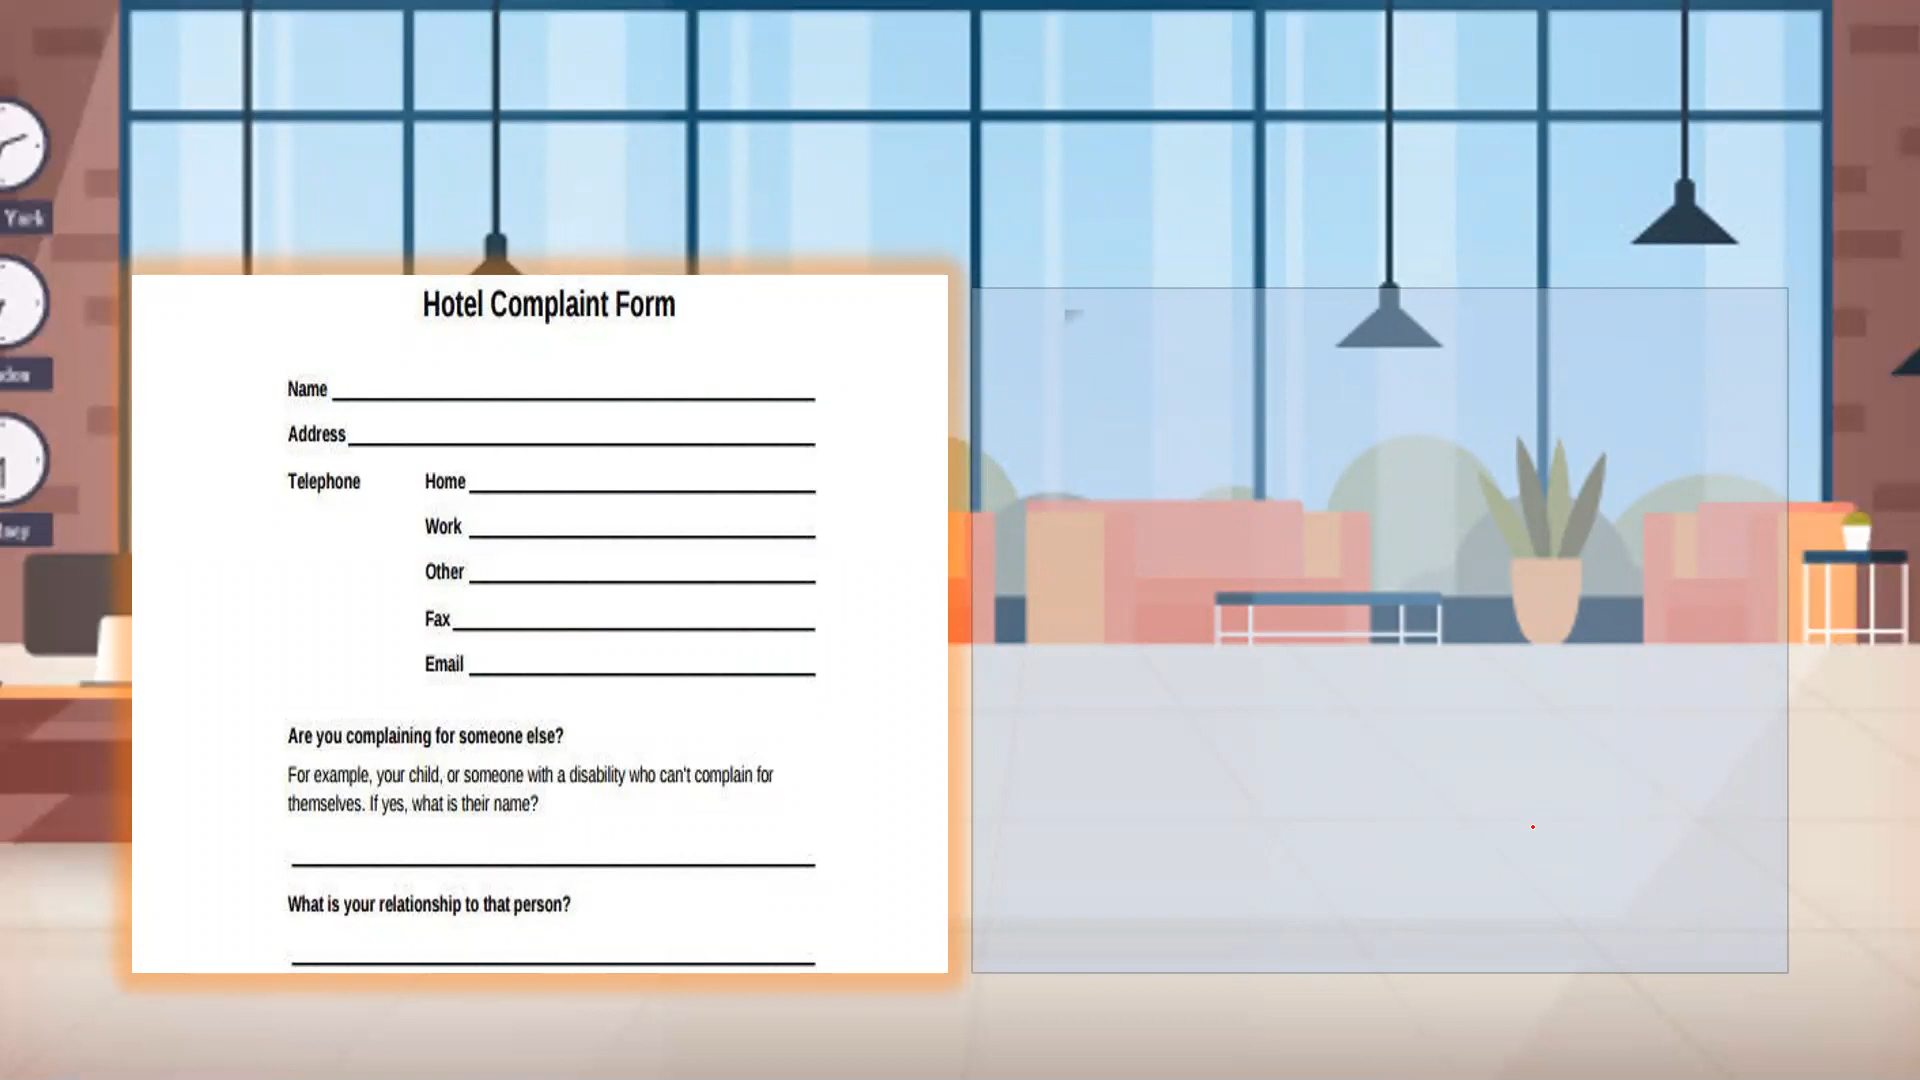 York
Hotel Complaint Form
Name
Address
Telephone Home
Work
Other
Fax
Email
Are you complaining for someone else?
For example, your child, or someone with a disability who can't complain for
themselves. If yes, what is their name?
What is your relationship to that person?